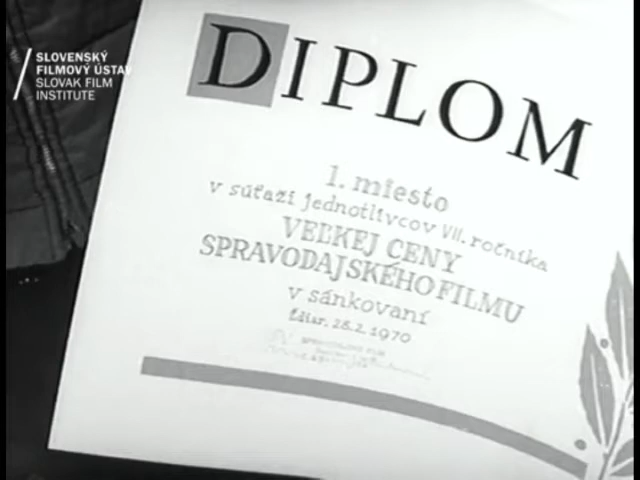 SLOVENSKÝ
FILMOVÝ ÚSTAV
SLOVAK FILM
INSTITUTE
DIPLOM
1. miesto
v súťaži jednotlivcov VII. ročníka
VEĽKEJ CENY
SPRAVODAJSKÉHO FILMU
v sánkovaní
Ždiar, 28.2. 1970